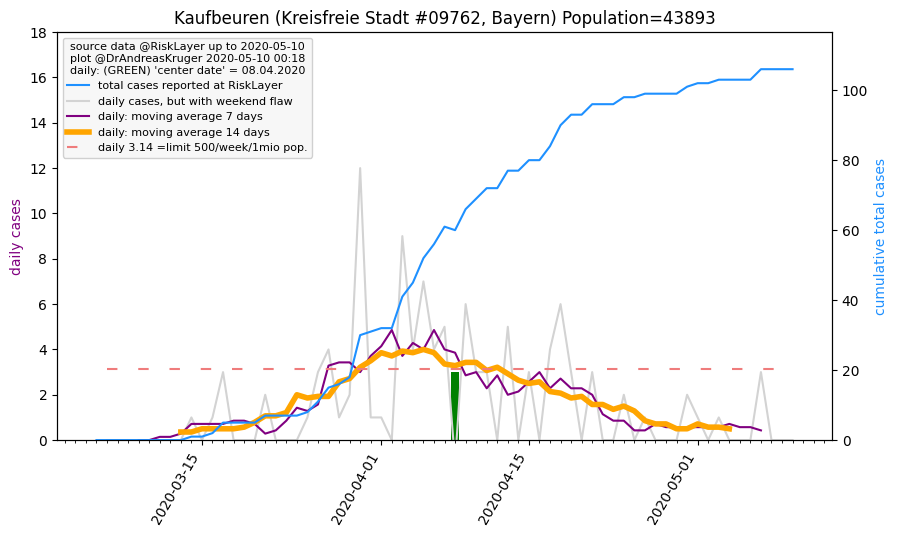 Kaufbeuren (Kreisfreie Stadt #09762, Bayern) Population=43893
source data @RiskLayer up to 2020-05-10
plot @DrAndreasKruger 2020-05-10 00:18
daily: (GREEN) 'center date' = 08.04.2020
total cases reported at RiskLayer
daily cases, but with weekend flaw
daily: moving average 7 days
daily: moving average 14 days
daily 3.14 =limit 500/week/1mio pop.
daily cases
18
16
14
12
10
8
6
4
2
0
cumulative total cases
100
80
60
40
20
0
2020-03-15
2020-04-01
2020-04-15
2020-05-01